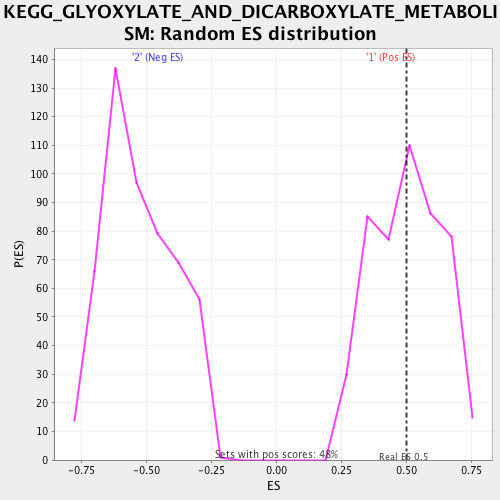 KEGG_GLYOXYLATE_AND_DICARBOXYLATE_METABOLI
SM: Random ES distribution
'2' (Neg ES)
'1' (Pos ES)
140
130
120
110
100
90
80
70
60
50
40
30
20
10
0
P(ES)
Sets with pos scores: 48%
Real ES 0.5
-0.75
-0.50
-0.25
0.00
0.25
0.50
0.75
ES